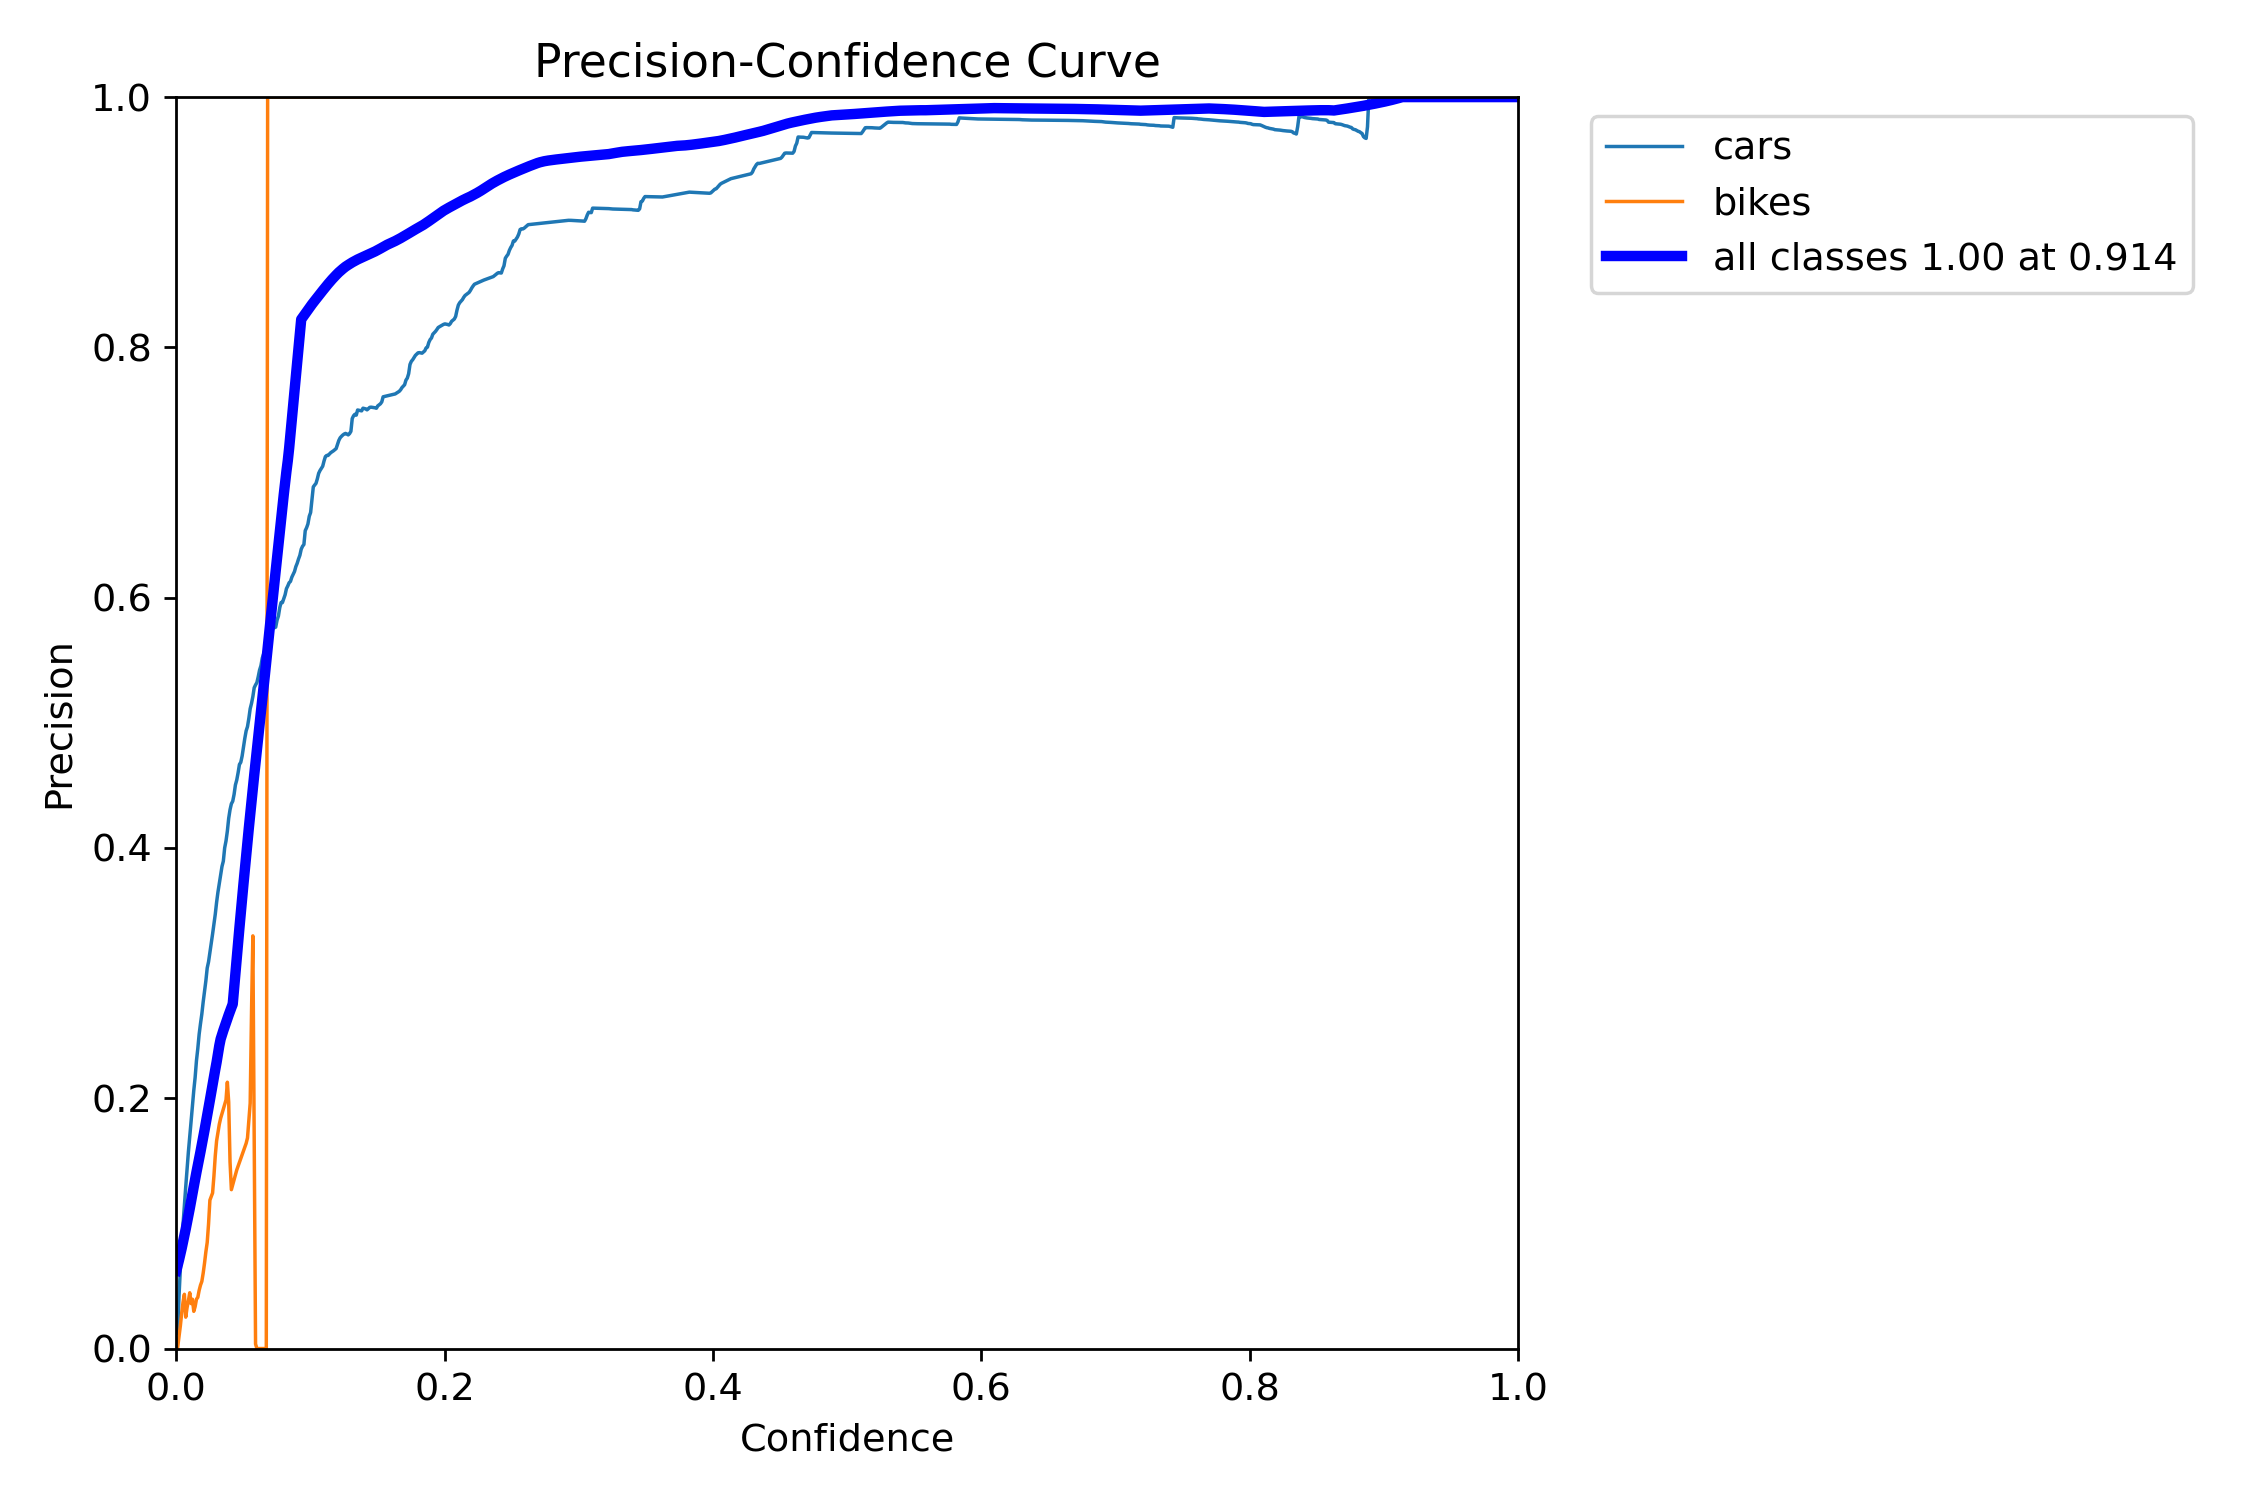 Precision-Confidence Curve
1.0
0.8
0.6
0.4
0.2
0.0
Precision
0.0 0.2 0.4 0.6 0.8 1.0
Confidence
cars
bikes
all classes 1.00 at 0.914